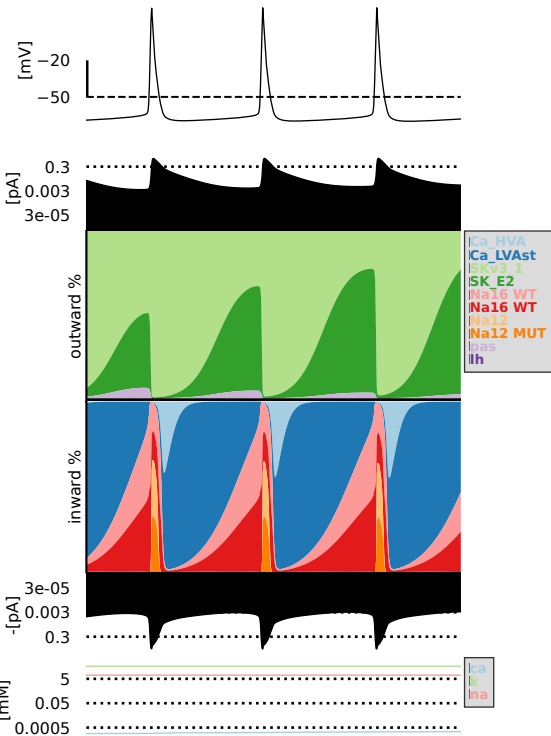 [mV]
−20
−50
[pA]
0.3
0.003
3e-05
outward %
Ca_HVA
Ca_LVAst
SKv3_1
SK_E2
Na16 WT
Na16 WT
Na12
Na12 MUT
pas
Ih
inward %
-[pA]
3e-05
0.003
0.3
[mM]
5
0.05
0.0005
ca
k
na